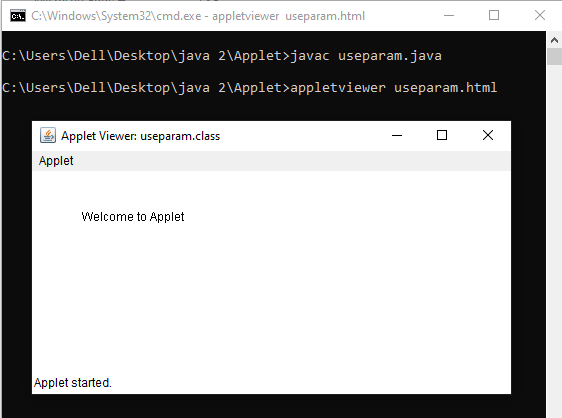 C:\Windows\System32\cmd.exe - appletviewer useparam.html
C:\Users\Dell\Desktop\java 2\Applet>javac useparam.java
C:\Users\Dell\Desktop\java 2\Applet>appletviewer useparam.html
Applet Viewer: useparam.class
Applet
Welcome to Applet
Applet started.